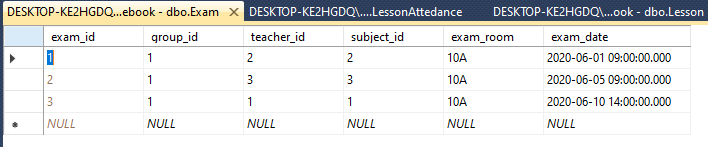 DESKTOP-KE2HGDQ...ebook - dbo.Exam DESKTOP-KE2HGDQ\....LessonAttedance DESKTOP-KE2HGDQ\...ook - dbo.Lesson
exam_id group_id teacher_id subject_id exam_room exam_date
1 1 2 2 10A 2020-06-01 09:00:00.000
2 1 3 3 10A 2020-06-05 09:00:00.000
3 1 1 1 10A 2020-06-10 14:00:00.000
NULL NULL NULL NULL NULL NULL